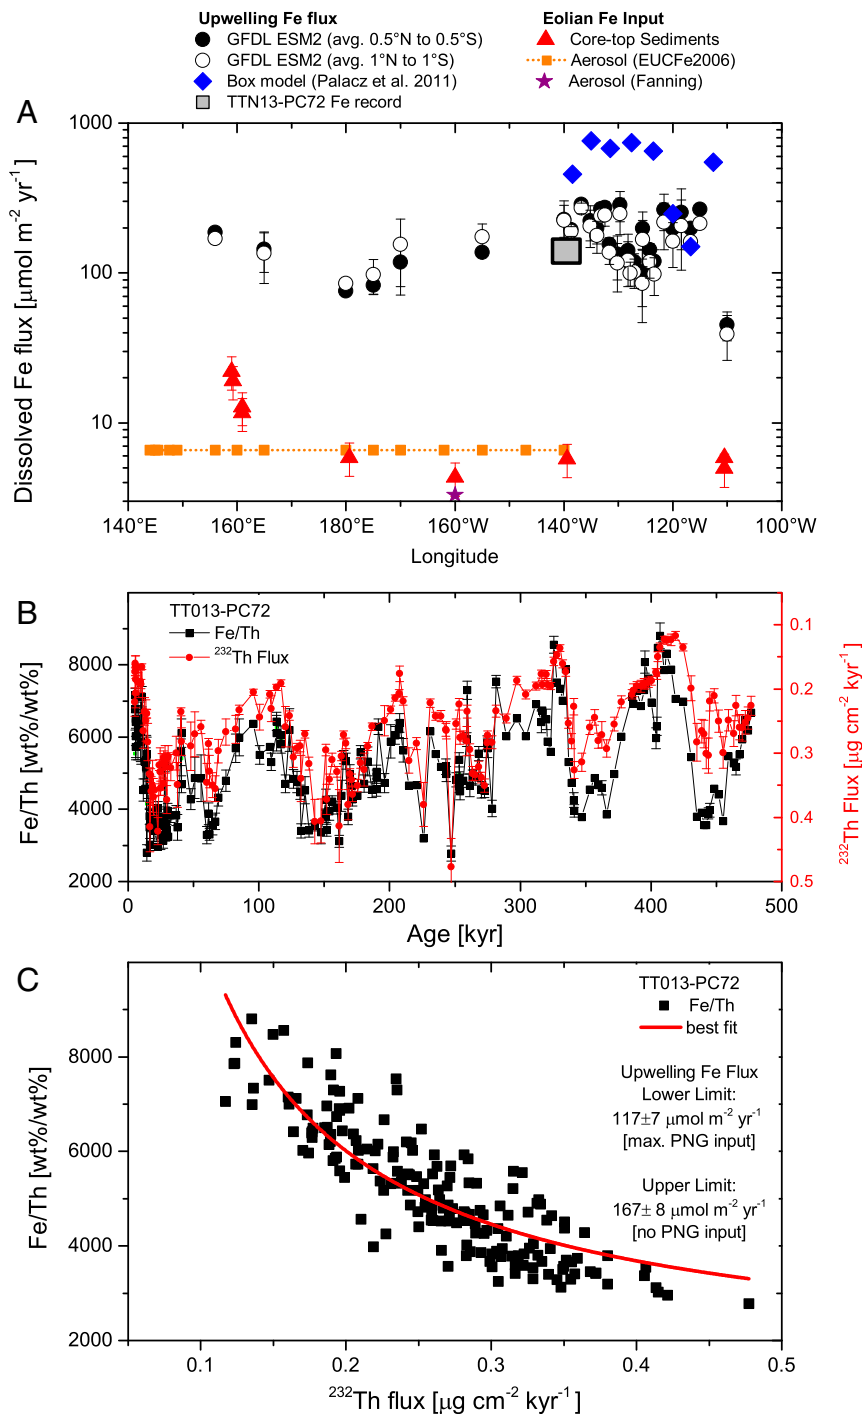 Upwelling Fe flux
GFDL ESM2 (avg. 0.5°N to 0.5°S)
GFDL ESM2 (avg. 1°N to 1°S)
Box model (Palacz et al. 2011)
TTN13-PC72 Fe record
Eolian Fe Input
Core-top Sediments
Aerosol (EUCFe2006)
Aerosol (Fanning)
A
Dissolved Fe flux [μmol m⁻² yr⁻¹]
1000
100
10
140°E
160°E
180°E
160°W
140°W
120°W
100°W
Longitude
B
TT013-PC72
Fe/Th
²³²Th Flux
Fe/Th [wt%/wt%]
8000
6000
4000
2000
0
100
200
300
400
500
Age [kyr]
0.1
0.2
0.3
0.4
0.5
²³²Th Flux [μg cm⁻² kyr⁻¹]
C
TT013-PC72
Fe/Th
best fit
Upwelling Fe Flux
Lower Limit:
117±7 μmol m⁻² yr⁻¹
[max. PNG input]
Upper Limit:
167± 8 μmol m⁻² yr⁻¹
[no PNG input]
Fe/Th [wt%/wt%]
8000
6000
4000
2000
0.1
0.2
0.3
0.4
0.5
²³²Th flux [μg cm⁻² kyr⁻¹]